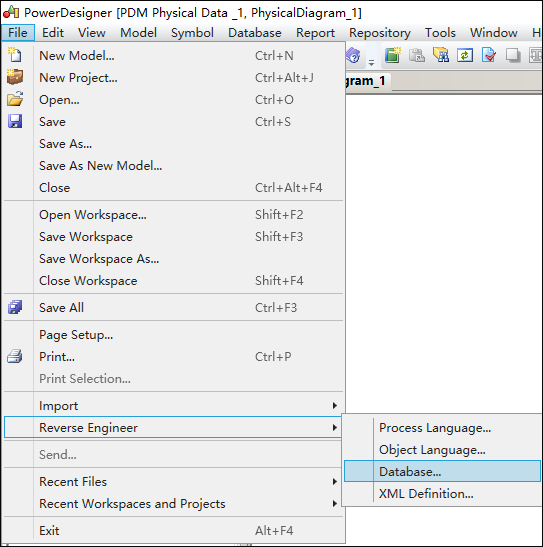 PowerDesigner [PDM Physical Data _1, PhysicalDiagram_1]
File Edit View Model Symbol Database Report Repository Tools Window H
gram_1
New Model... Ctrl+N
New Project... Ctrl+Alt+J
Open... Ctrl+O
Save Ctrl+S
Save As...
Save As New Model...
Close Ctrl+Alt+F4
Open Workspace... Shift+F2
Save Workspace Shift+F3
Save Workspace As...
Close Workspace Shift+F4
Save All Ctrl+F3
Page Setup...
Print... Ctrl+P
Print Selection...
Import
Reverse Engineer
Process Language...
Object Language...
Database...
XML Definition...
Send...
Recent Files
Recent Workspaces and Projects
Exit Alt+F4